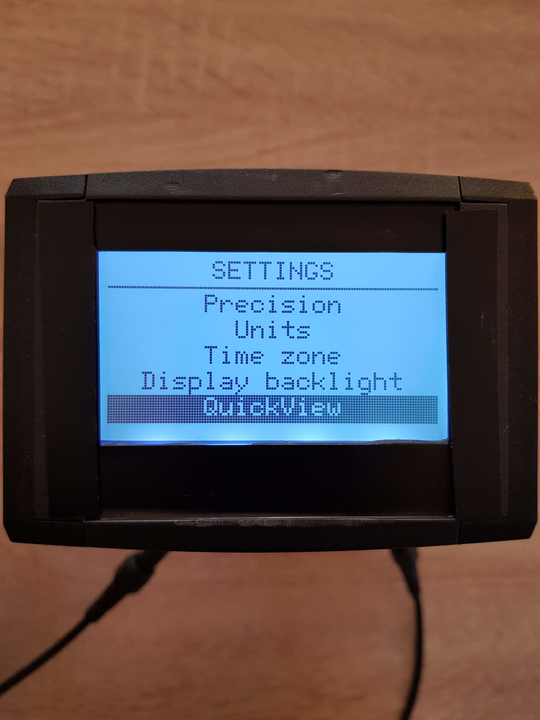 SETTINGS
Precision
Units
Time zone
Display backlight
QuickView